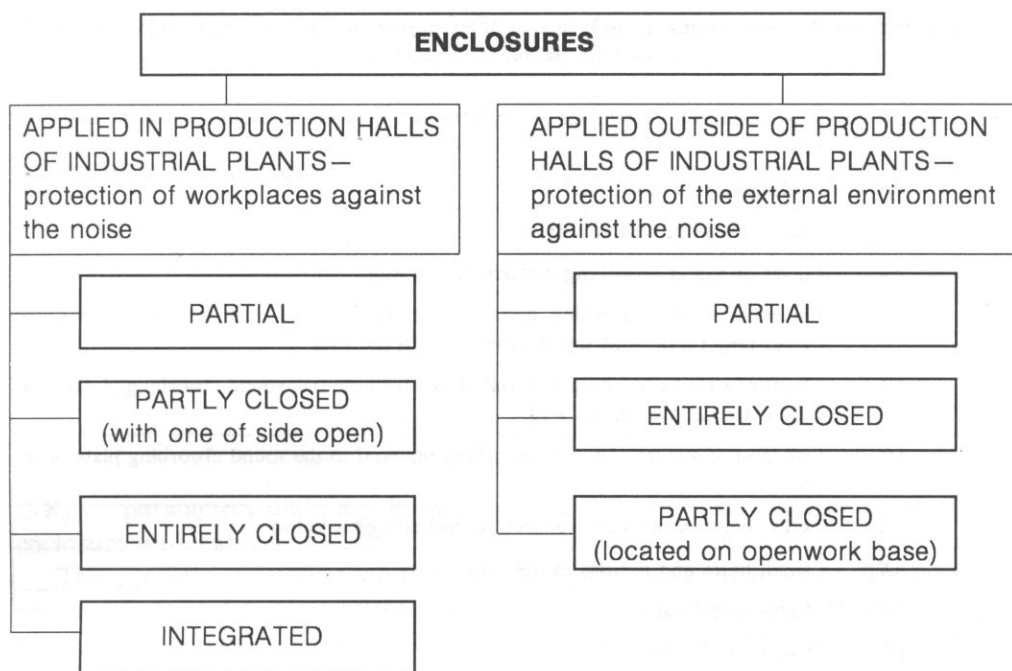 ENCLOSURES
APPLIED IN PRODUCTION HALLS
OF INDUSTRIAL PLANTS—
protection of workplaces against
the noise
PARTIAL
PARTLY CLOSED
(with one of side open)
ENTIRELY CLOSED
INTEGRATED
APPLIED OUTSIDE OF PRODUCTION
HALLS OF INDUSTRIAL PLANTS—
protection of the external environment
against the noise
PARTIAL
ENTIRELY CLOSED
PARTLY CLOSED
(located on openwork base)